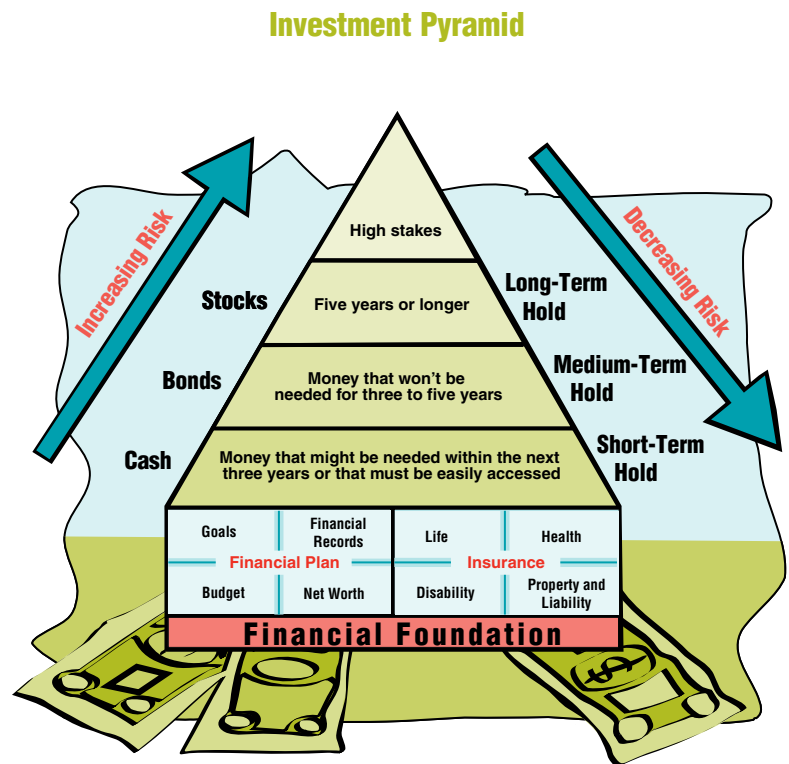 Investment Pyramid
Increasing Risk
Decreasing Risk
High stakes
Stocks
Five years or longer
Long-Term
Hold
Bonds
Money that won't be
needed for three to five years
Medium-Term
Hold
Cash
Money that might be needed within the next
three years or that must be easily accessed
Short-Term
Hold
Goals
Financial
Records
Life
Health
Financial Plan
Insurance
Budget
Net Worth
Disability
Property and
Liability
Financial Foundation
$